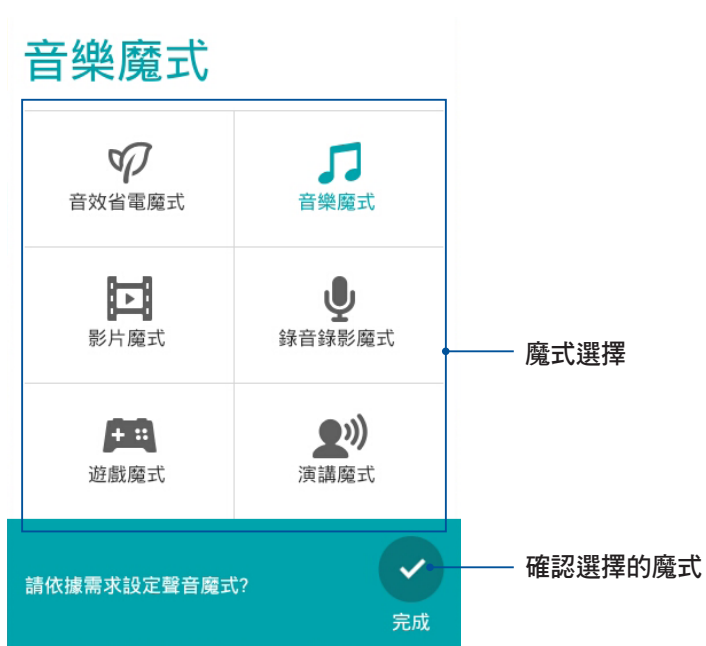 音樂魔式
音效省電魔式
音樂魔式
影片魔式
錄音錄影魔式
魔式選擇
遊戲魔式
演講魔式
確認選擇的魔式
請依據需求設定聲音魔式?
完成